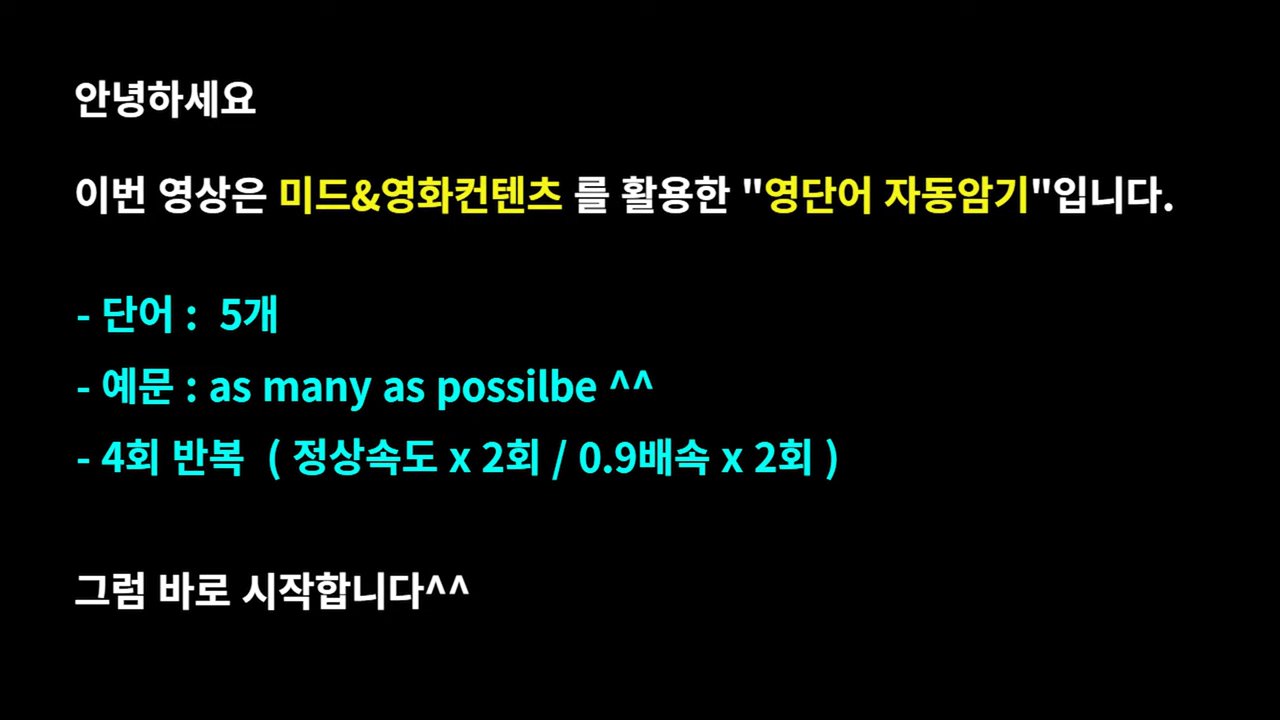 안녕하세요
이번 영상은 미드&영화컨텐츠 를 활용한 "영단어 자동암기"입니다.
- 단어 : 5개
- 예문 : as many as possilbe ^^
- 4회 반복 ( 정상속도 x 2회 / 0.9배속 x 2회 )
그럼 바로 시작합니다^^